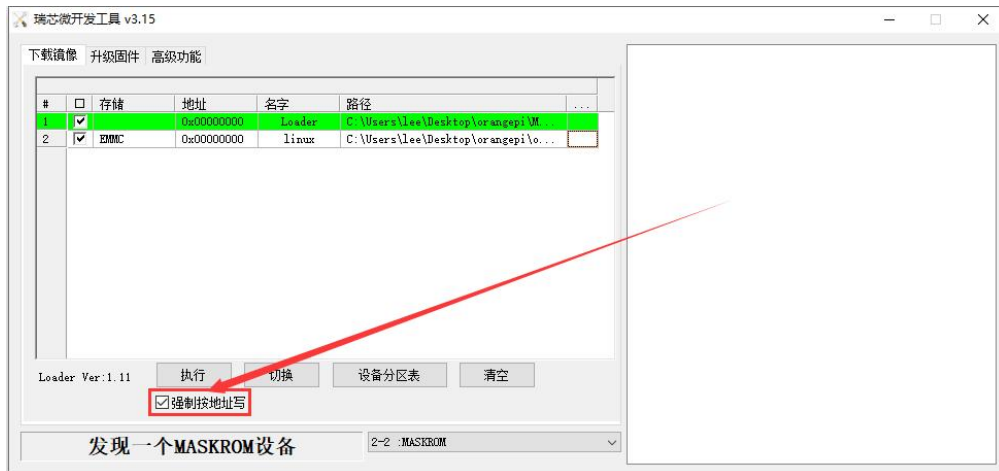 瑞芯微开发工具 v3.15
下载镜像 升级固件 高级功能
# 存储 地址 名字 路径 ...
1 0x00000000 Loader C:\Users\lee\Desktop\orangepi\M...
2 EMMC 0x00000000 linux C:\Users\lee\Desktop\orangepi\o...
Loader Ver:1.11 执行 切换 设备分区表 清空
强制按地址写
发现一个MASKROM设备 2-2 :MASKROM